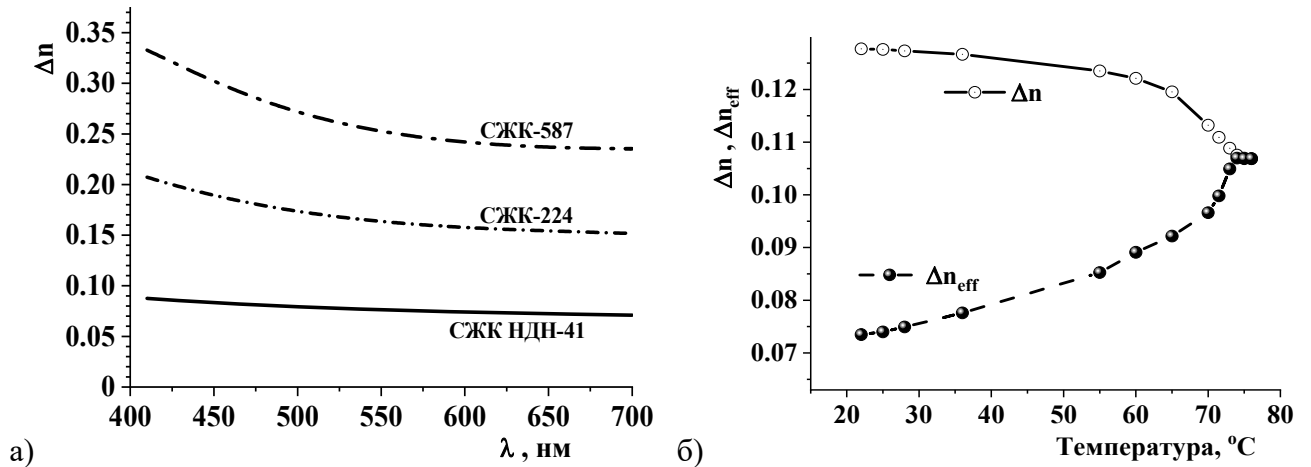 0.35
0.30
0.25
0.20
0.15
0.10
0.05
0
Δn
СЖК-587
СЖК-224
СЖК НДН-41
400 450 500 550 600 650 700
λ , нм
а)
0.12
0.11
0.10
0.09
0.08
0.07
Δn , Δn_eff
Δn
Δn_eff
20 30 40 50 60 70 80
Температура, °С
б)